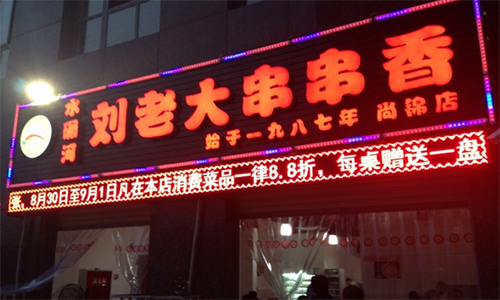 水碾河
刘老大串串香
始于一九八七年 尚锦店
张，8月30日至9月1日凡在本店消费菜品一律8.8折，每桌赠送一盘